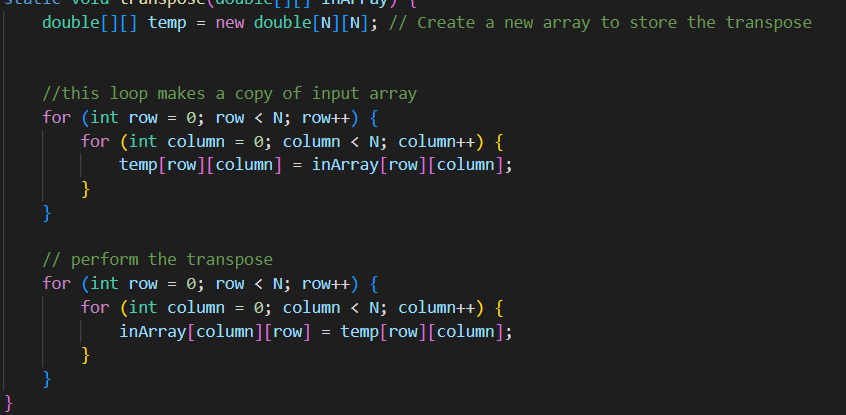 static void transpose(double[][] inArray) {
    double[][] temp = new double[N][N]; // Create a new array to store the transpose
    //this loop makes a copy of input array
    for (int row = 0; row < N; row++) {
        for (int column = 0; column < N; column++) {
            temp[row][column] = inArray[row][column];
        }
    }
    // perform the transpose
    for (int row = 0; row < N; row++) {
        for (int column = 0; column < N; column++) {
            inArray[column][row] = temp[row][column];
        }
    }
}